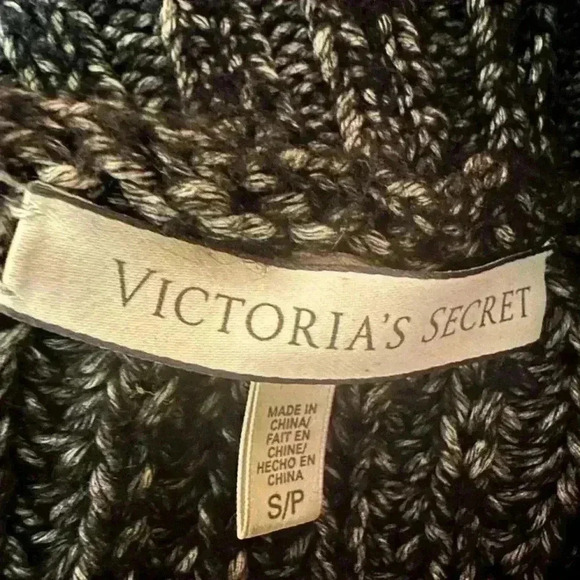 VICTORIA'S SECRET
MADE IN
CHINA/
FAIT EN
CHINE/
HECHO EN
CHINA
S/P